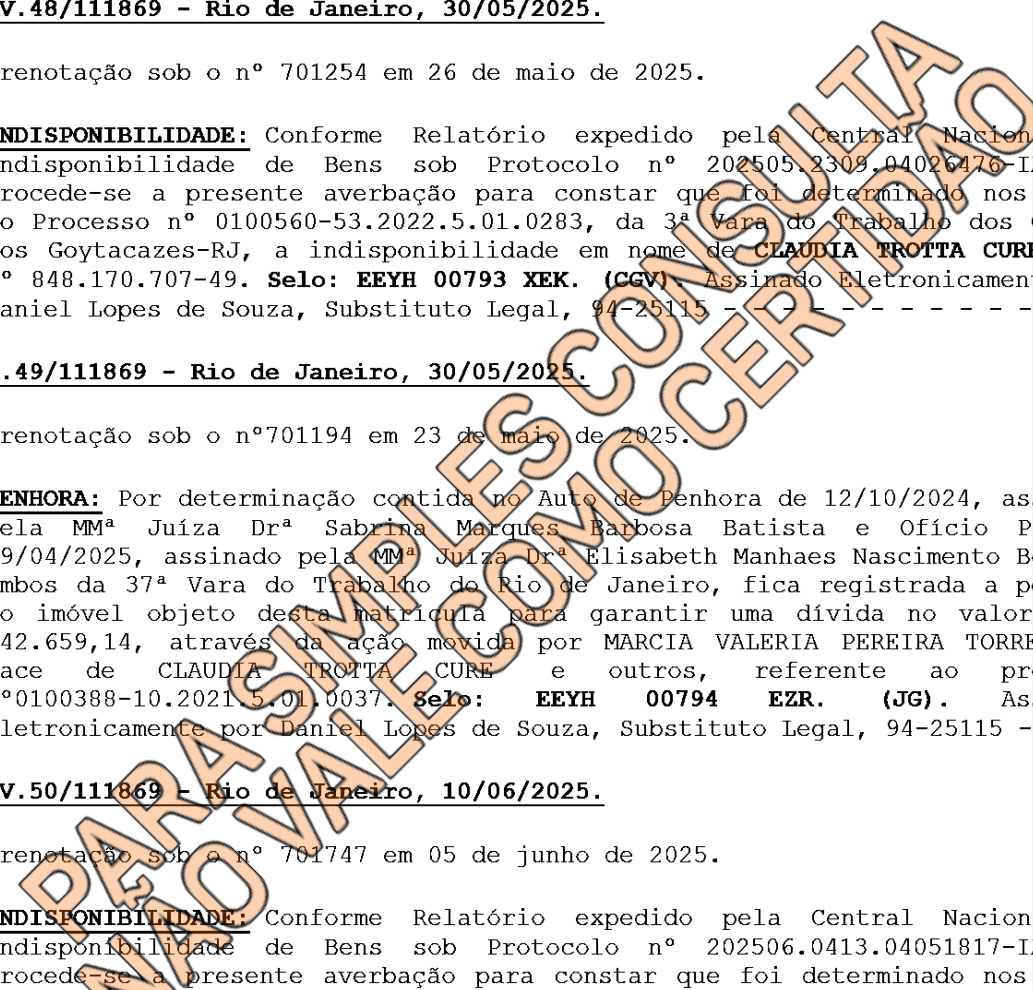 V.48/111869 - Rio de Janeiro, 30/05/2025.
renotação sob o nº 701254 em 26 de maio de 2025.
NDISPONIBILIDADE: Conforme Relatório expedido pela Central Nacion
ndisponibilidade de Bens sob Protocolo nº 202505.2309.04026476-I
rocede-se a presente averbação para constar que foi determinado nos
o Processo nº 0100560-53.2022.5.01.0283, da 3ª Vara do Trabalho dos
os Goytacazes-RJ, a indisponibilidade em nome de CLAUDIA TROTTA CURE
º 848.170.707-49. Selo: EEYH 00793 XEK. (CGV). Assinado Eletronicamen
aniel Lopes de Souza, Substituto Legal, 94-25115 - - - - - - - - - - -
.49/111869 - Rio de Janeiro, 30/05/2025.
renotação sob o nº701194 em 23 de maio de 2025.
ENHORA: Por determinação contida no Auto de Penhora de 12/10/2024, as
ela MMª Juíza Drª Sabrina Marques Barbosa Batista e Ofício P
9/04/2025, assinado pela MMª Juíza Drª Elisabeth Manhaes Nascimento B
mbos da 37ª Vara do Trabalho do Rio de Janeiro, fica registrada a p
o imóvel objeto desta matrícula para garantir uma dívida no valor
42.659,14, através da ação movida por MARCIA VALERIA PEREIRA TORRE
ace de CLAUDIA TROTTA CURE e outros, referente ao pr
º0100388-10.2021.5.01.0037. Selo: EEYH 00794 EZR. (JG). As
letronicamente por Daniel Lopes de Souza, Substituto Legal, 94-25115 -
V.50/111869 - Rio de Janeiro, 10/06/2025.
renotação sob o nº 701747 em 05 de junho de 2025.
NDISPONIBILIDADE: Conforme Relatório expedido pela Central Nacion
ndisponibilidade de Bens sob Protocolo nº 202506.0413.04051817-I
rocede-se a presente averbação para constar que foi determinado nos
PARA SIMPLES CONSULTA
NÃO VALE COMO CERTIDÃO